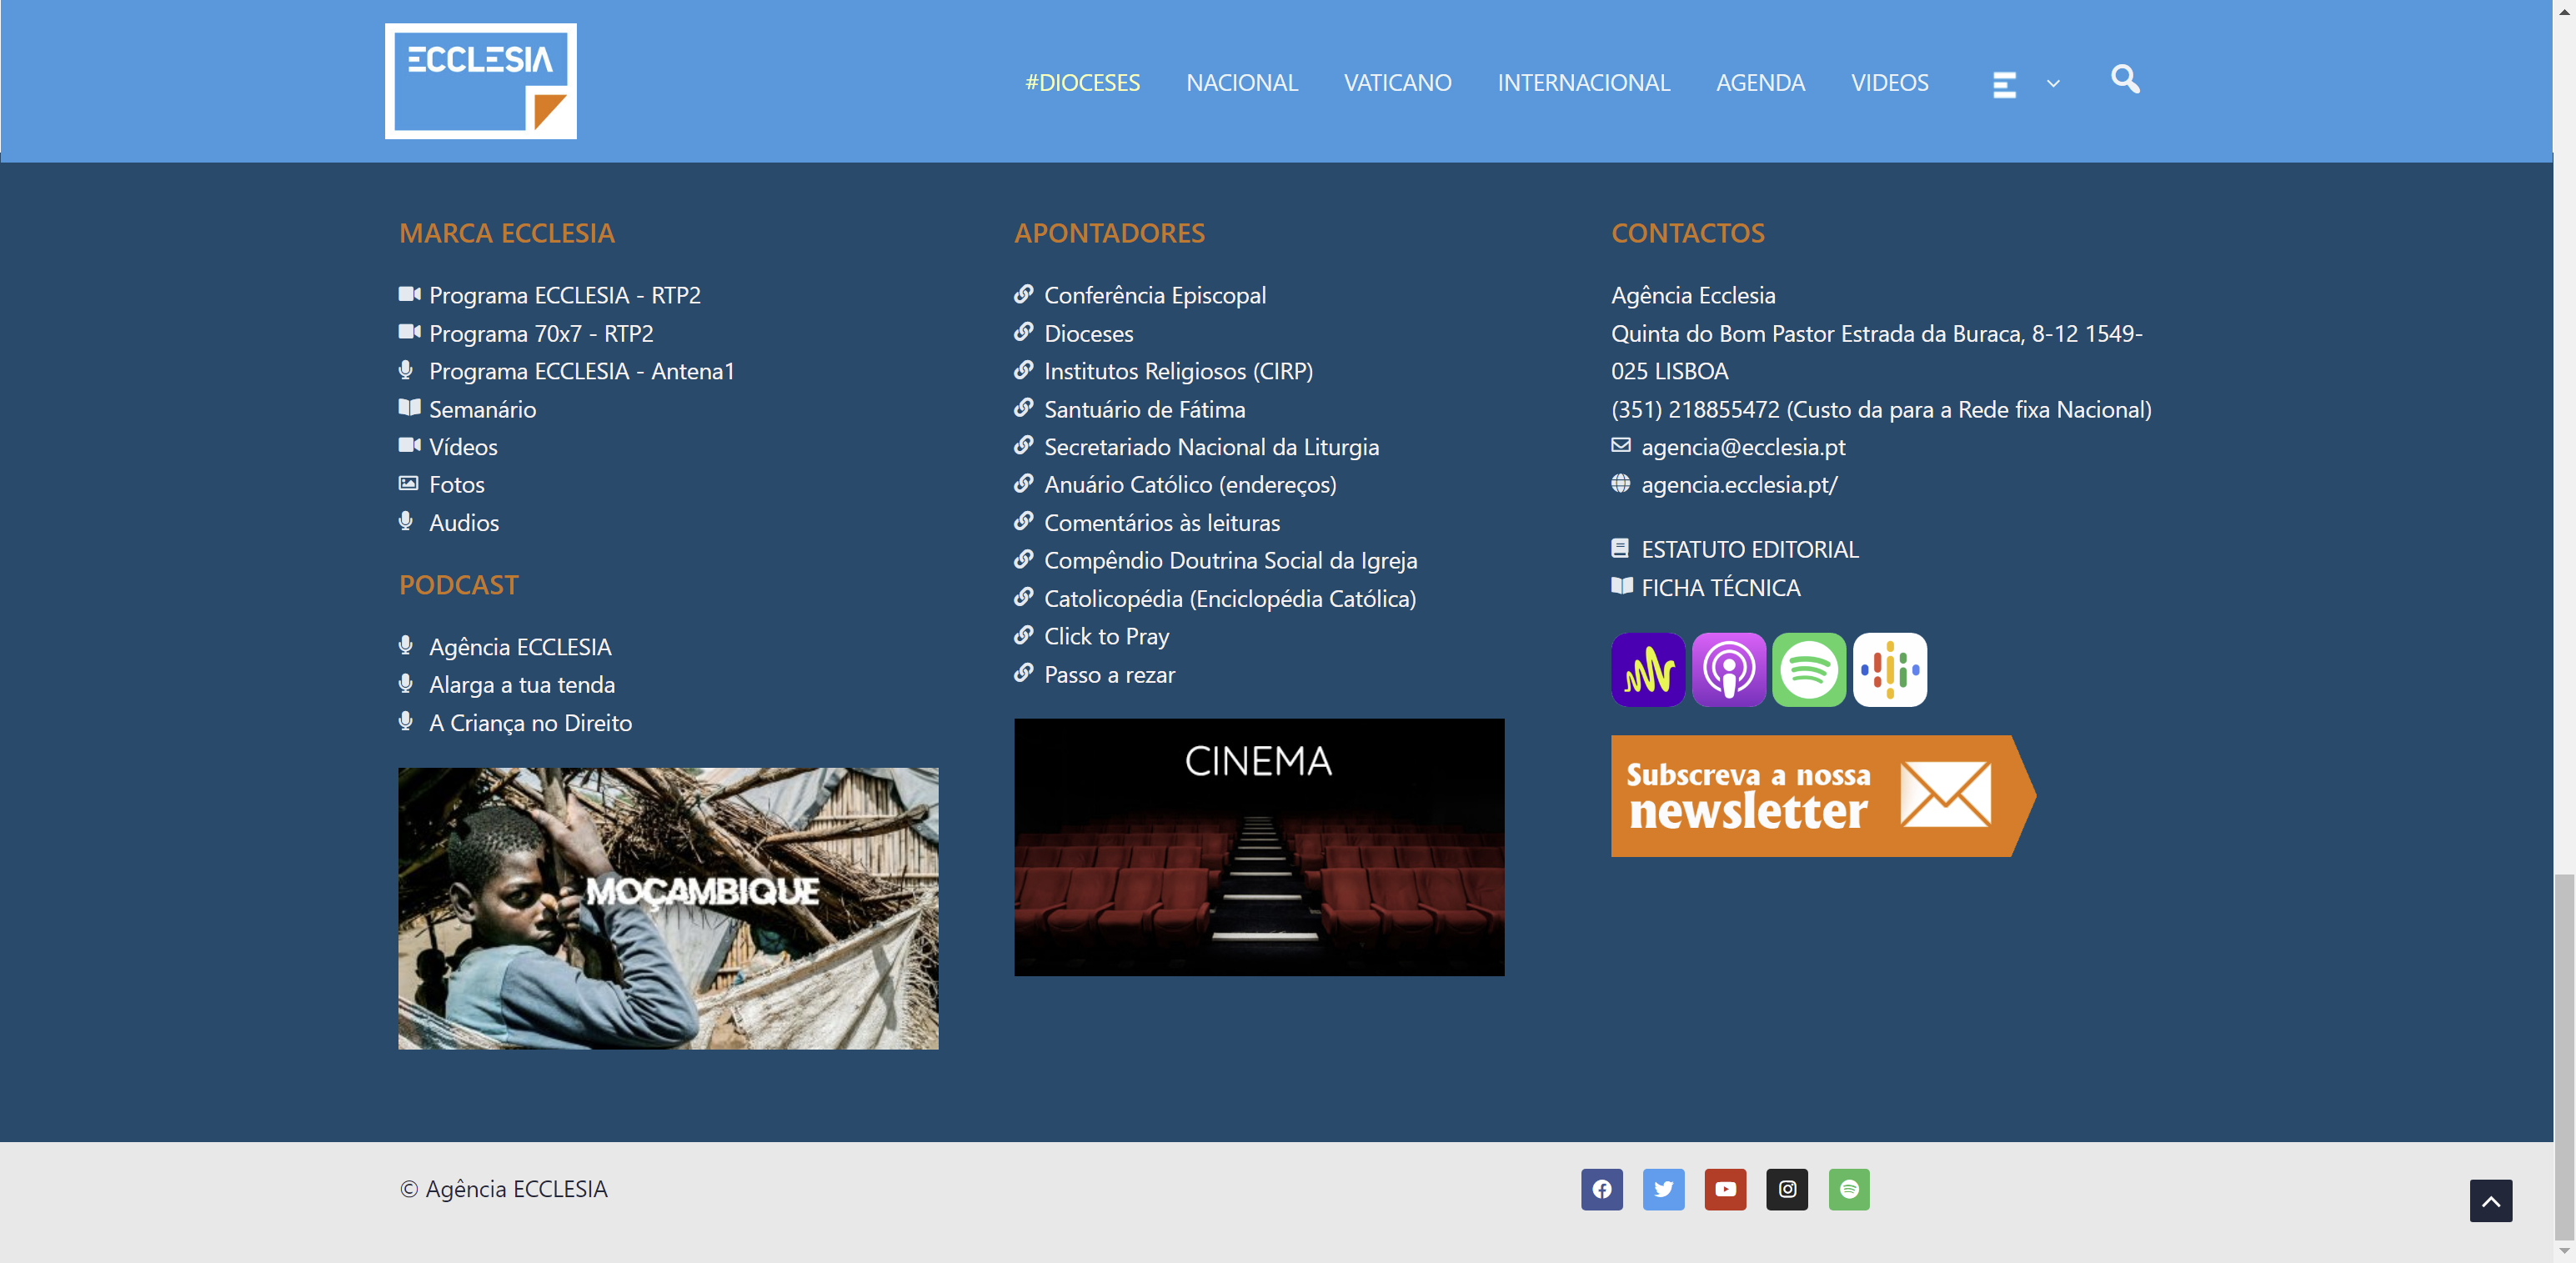 ECCLESIA
#DIOCESES
NACIONAL
VATICANO
INTERNACIONAL
AGENDA
VIDEOS
MARCA ECCLESIA
Programa ECCLESIA - RTP2
Programa 70x7 - RTP2
Programa ECCLESIA - Antena1
Semanário
Vídeos
Fotos
Audios
PODCAST
Agência ECCLESIA
Alarga a tua tenda
A Criança no Direito
MOÇAMBIQUE
APONTADORES
Conferência Episcopal
Dioceses
Institutos Religiosos (CIRP)
Santuário de Fátima
Secretariado Nacional da Liturgia
Anuário Católico (endereços)
Comentários às leituras
Compêndio Doutrina Social da Igreja
Catolicopédia (Enciclopédia Católica)
Click to Pray
Passo a rezar
CINEMA
CONTACTOS
Agência Ecclesia
Quinta do Bom Pastor Estrada da Buraca, 8-12 1549-
025 LISBOA
(351) 218855472 (Custo da para a Rede fixa Nacional)
agencia@ecclesia.pt
agencia.ecclesia.pt/
ESTATUTO EDITORIAL
FICHA TÉCNICA
Subscreva a nossa
newsletter
© Agência ECCLESIA